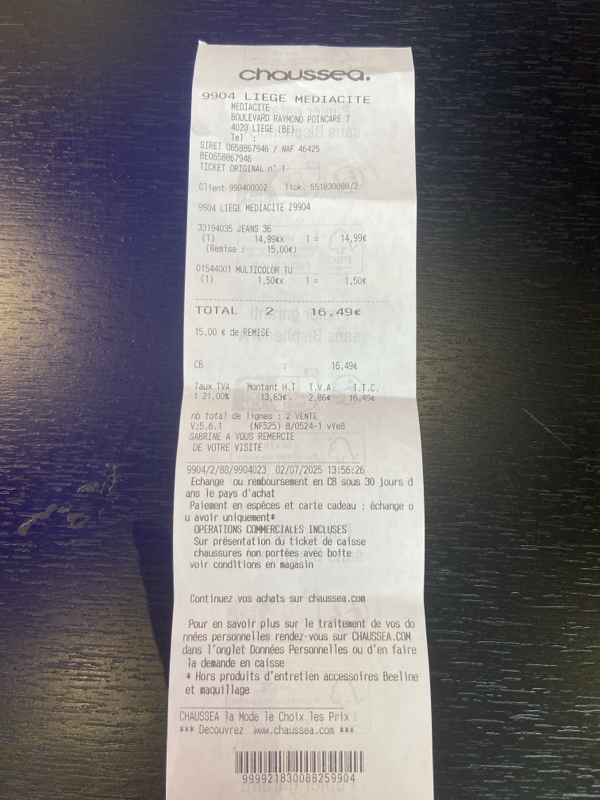 chaussea.
9904 LIEGE MEDIACITE
MEDIACITE
BOULEVARD RAYMOND POINCARE 7
4020 LIEGE (BE)
Tel :
SIRET 0658867946 / NAF 46425
BE0658867946
TICKET ORIGINAL n° 1
Client 990400002 Tick. 551830088/2
9904 LIEGE MEDIACITE Z9904
33194035 JEANS 36
(1) 14,99€x 1 = 14,99€
(Remise : 15,00€)
01544001 MULTICOLOR TU
(1) 1,50€x 1 = 1,50€
TOTAL 2 16,49€
15,00 € de REMISE
CB : 16,49€
Taux TVA Montant H.T. T.V.A. T.T.C.
1 21,00% 13,63€ 2,86€ 16,49€
nb total de lignes : 2 VENTE
V:5.6.1 (NF525) B/0524-1 vYe8
SABRINE A VOUS REMERCIE
DE VOTRE VISITE
9904/2/88/9904023 02/07/2025 13:56:26
Echange ou remboursement en CB sous 30 jours d
ans le pays d'achat
Paiement en espèces et carte cadeau : échange o
u avoir uniquement*
OPERATIONS COMMERCIALES INCLUSES
Sur présentation du ticket de caisse
chaussures non portées avec boite
voir conditions en magasin
Continuez vos achats sur chaussea.com
Pour en savoir plus sur le traitement de vos do
nnées personnelles rendez-vous sur CHAUSSEA.COM
dans l'onglet Données Personnelles ou d'en faire
la demande en caisse
* Hors produits d'entretien accessoires Beeline
et maquillage
CHAUSSEA la Mode le Choix les Prix !
*** Decouvrez www.chaussea.com ***
999921830088259904